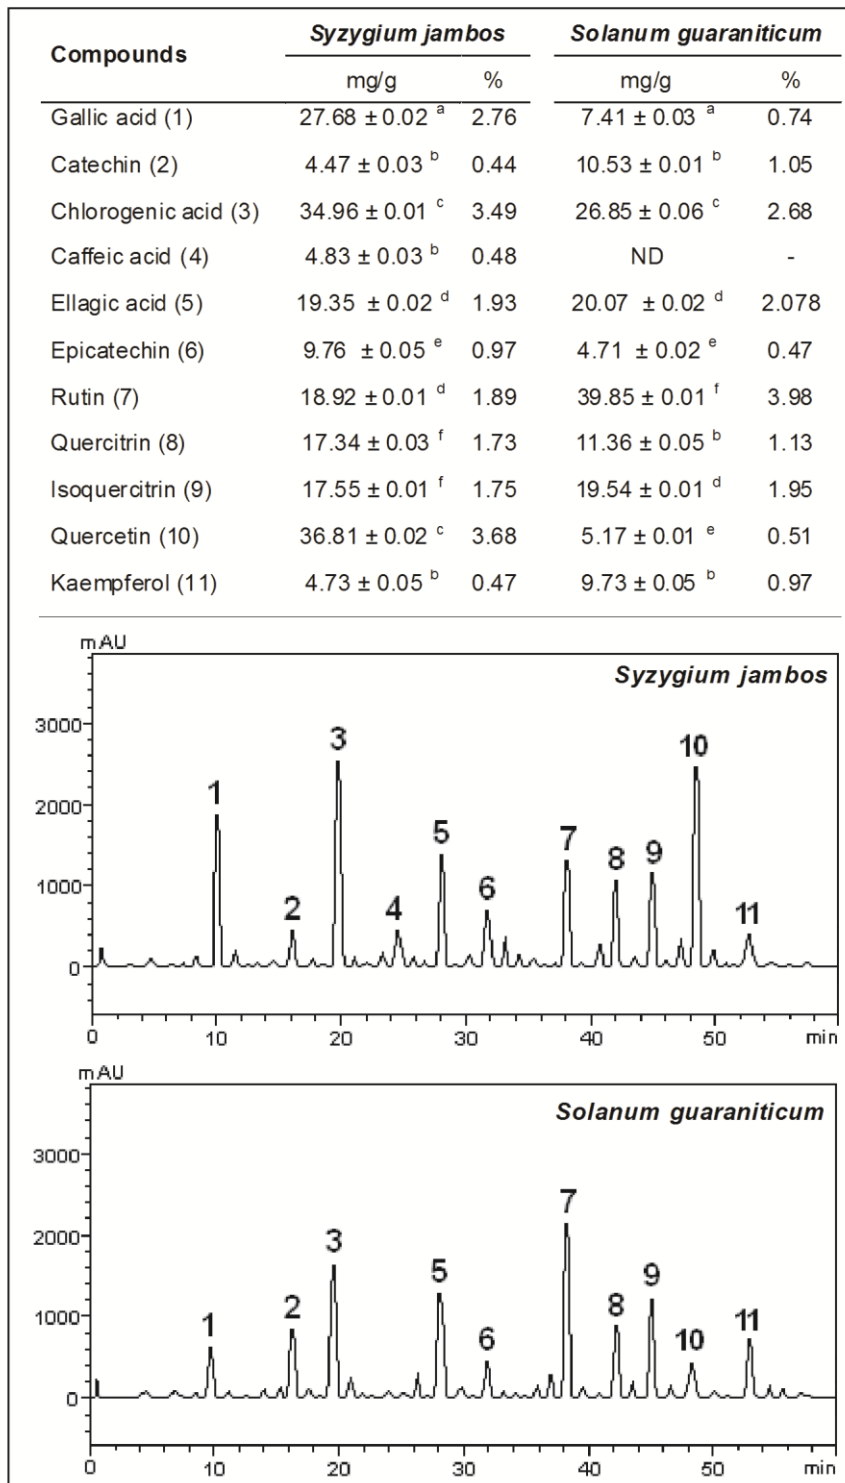 Compounds Syzygium jambos Solanum guaraniticum
mg/g % mg/g %
Gallic acid (1) 27.68 ± 0.02 a 2.76 7.41 ± 0.03 a 0.74
Catechin (2) 4.47 ± 0.03 b 0.44 10.53 ± 0.01 b 1.05
Chlorogenic acid (3) 34.96 ± 0.01 c 3.49 26.85 ± 0.06 c 2.68
Caffeic acid (4) 4.83 ± 0.03 b 0.48 ND -
Ellagic acid (5) 19.35 ± 0.02 d 1.93 20.07 ± 0.02 d 2.078
Epicatechin (6) 9.76 ± 0.05 e 0.97 4.71 ± 0.02 e 0.47
Rutin (7) 18.92 ± 0.01 d 1.89 39.85 ± 0.01 f 3.98
Quercitrin (8) 17.34 ± 0.03 f 1.73 11.36 ± 0.05 b 1.13
Isoquercitrin (9) 17.55 ± 0.01 f 1.75 19.54 ± 0.01 d 1.95
Quercetin (10) 36.81 ± 0.02 c 3.68 5.17 ± 0.01 e 0.51
Kaempferol (11) 4.73 ± 0.05 b 0.47 9.73 ± 0.05 b 0.97
mAU
Syzygium jambos
3000
2000
1000
0
1 2 3 4 5 6 7 8 9 10 11
0 10 20 30 40 50 min
mAU
Solanum guaraniticum
3000
2000
1000
0
1 2 3 5 6 7 8 9 10 11
0 10 20 30 40 50 min